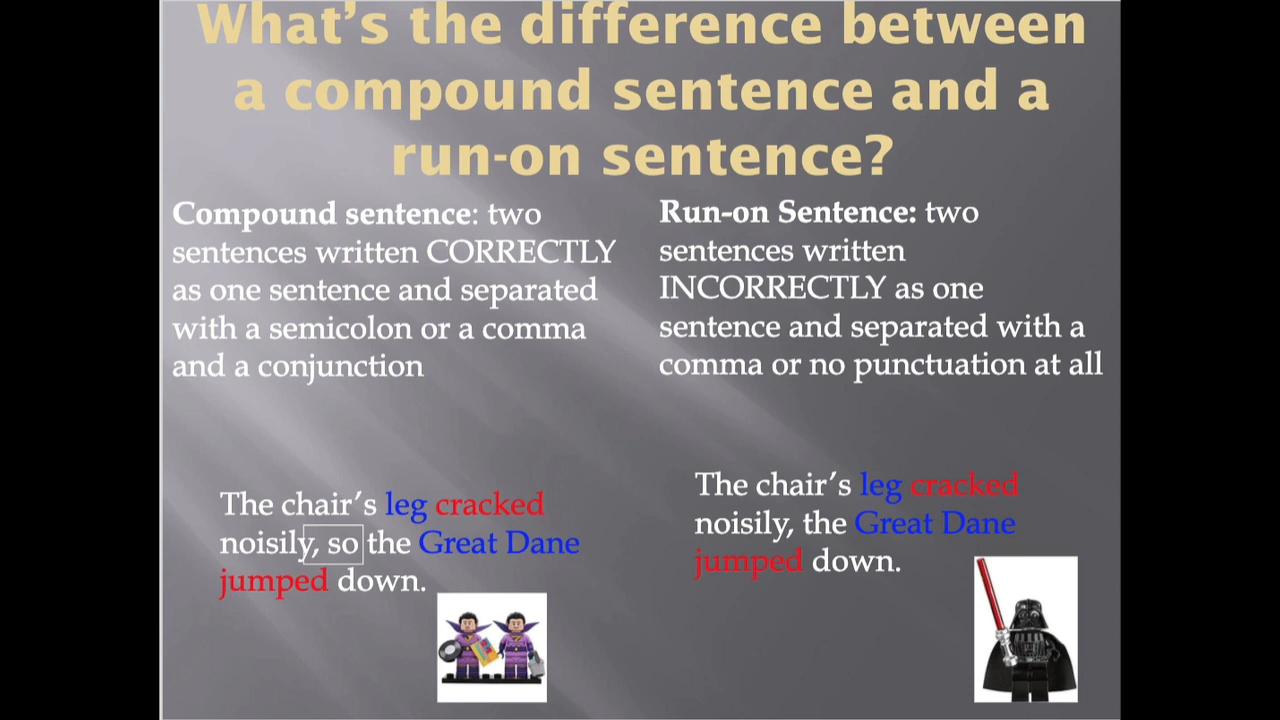 What’s the difference between
a compound sentence and a
run-on sentence?
Compound sentence: two
sentences written CORRECTLY
as one sentence and separated
with a semicolon or a comma
and a conjunction
Run-on Sentence: two
sentences written
INCORRECTLY as one
sentence and separated with a
comma or no punctuation at all
The chair’s leg cracked
noisily, so the Great Dane
jumped down.
The chair’s leg cracked
noisily, the Great Dane
jumped down.